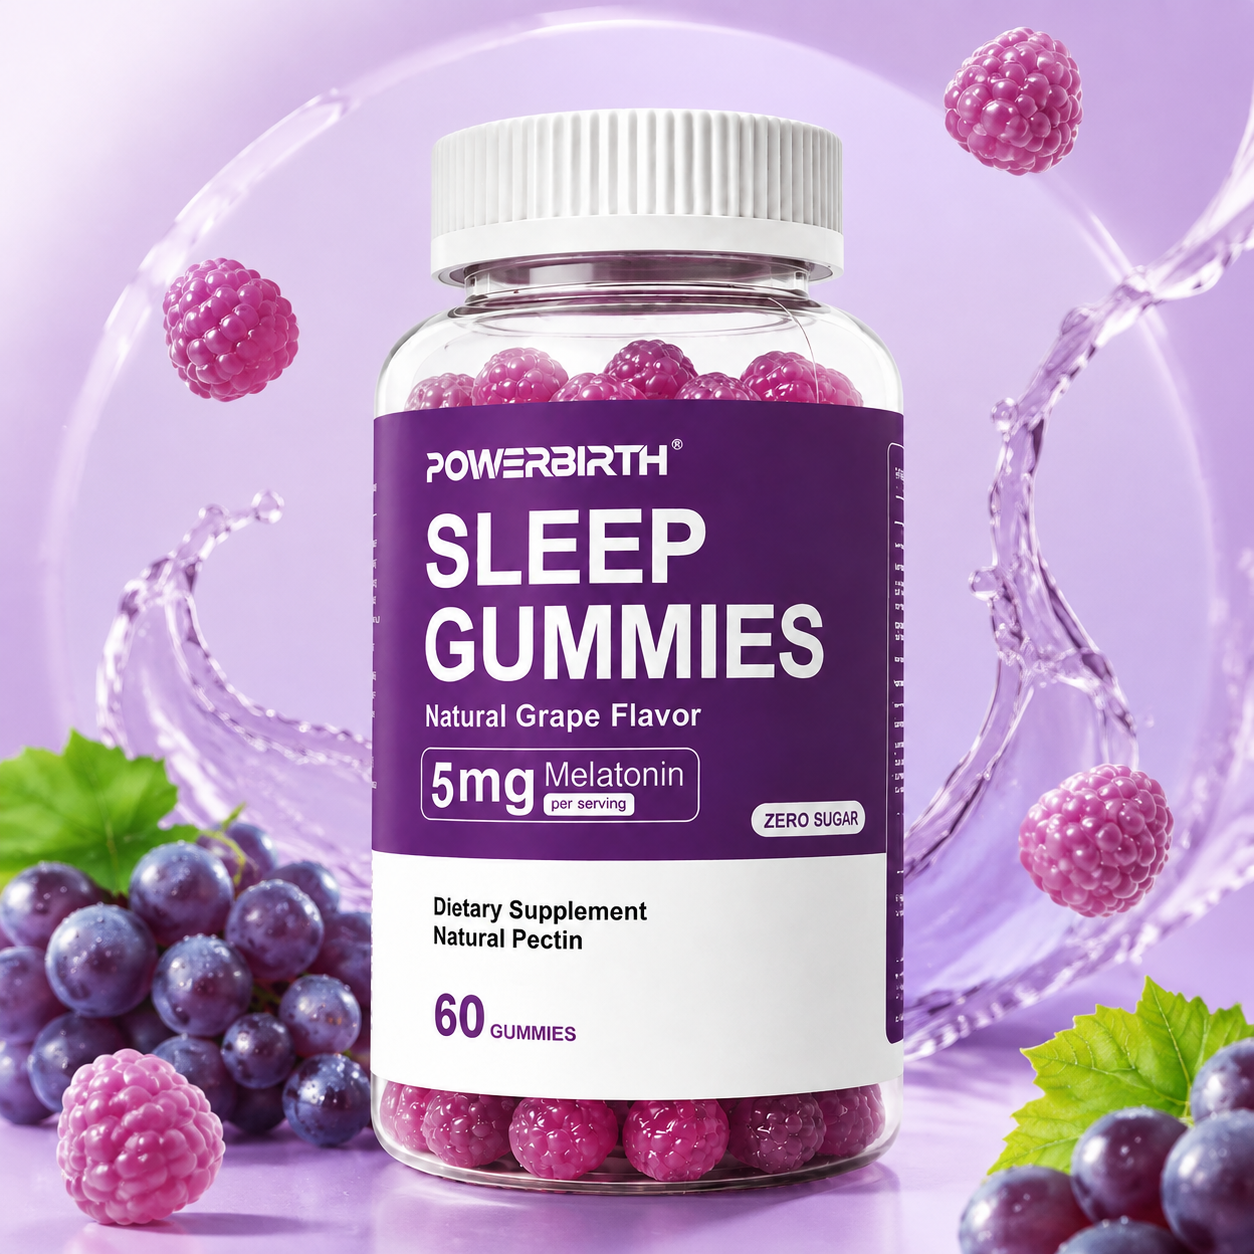 POWERBIRTH®
SLEEP
GUMMIES
Natural Grape Flavor
5mg Melatonin
per serving
ZERO SUGAR
Dietary Supplement
Natural Pectin
60 GUMMIES